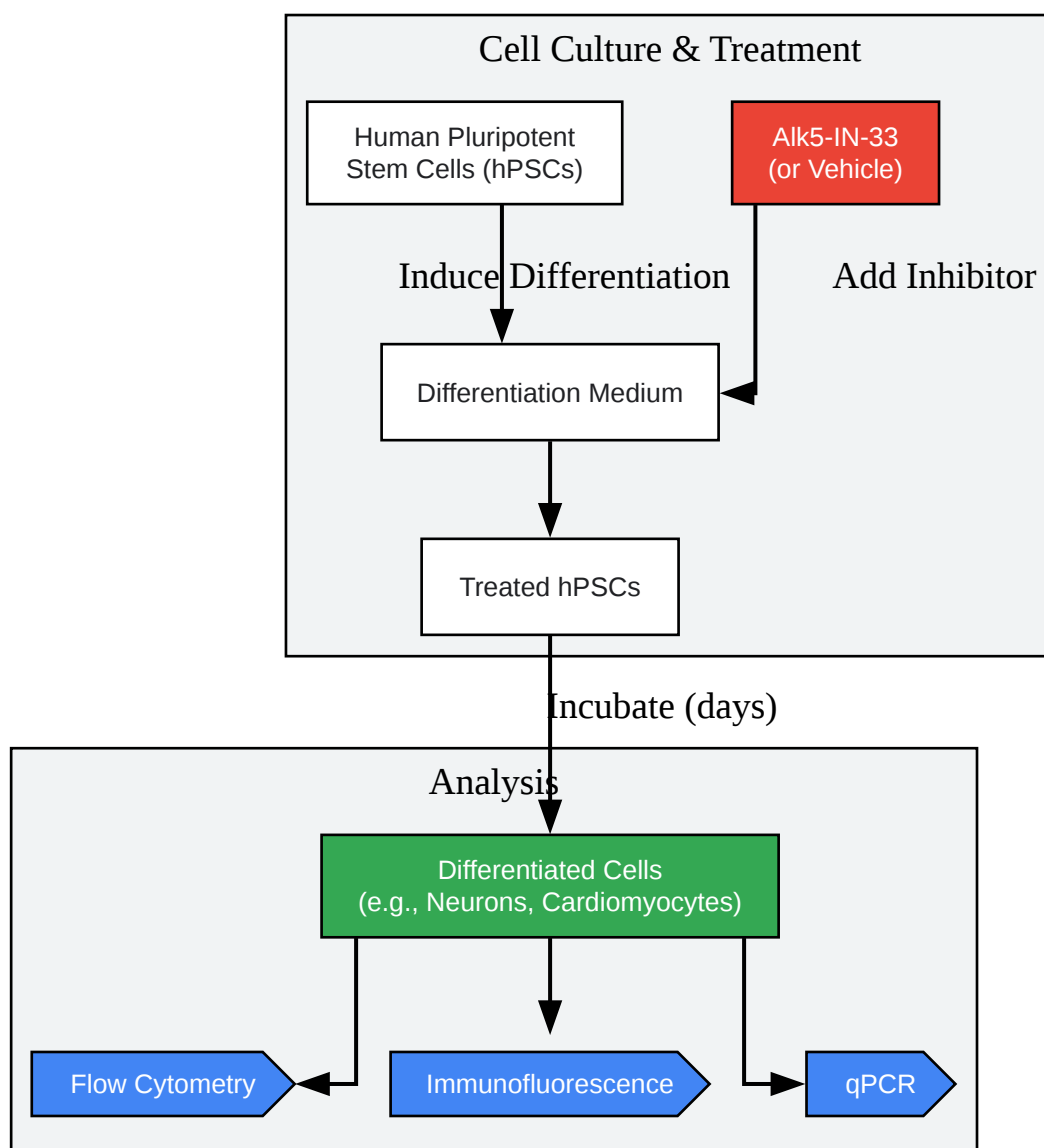 Cell Culture & Treatment
Human Pluripotent
Stem Cells (hPSCs)
Alk5-IN-33
(or Vehicle)
Induce Differentiation
Add Inhibitor
Differentiation Medium
Treated hPSCs
Incubate (days)
Analysis
Differentiated Cells
(e.g., Neurons, Cardiomyocytes)
Flow Cytometry
Immunofluorescence
qPCR